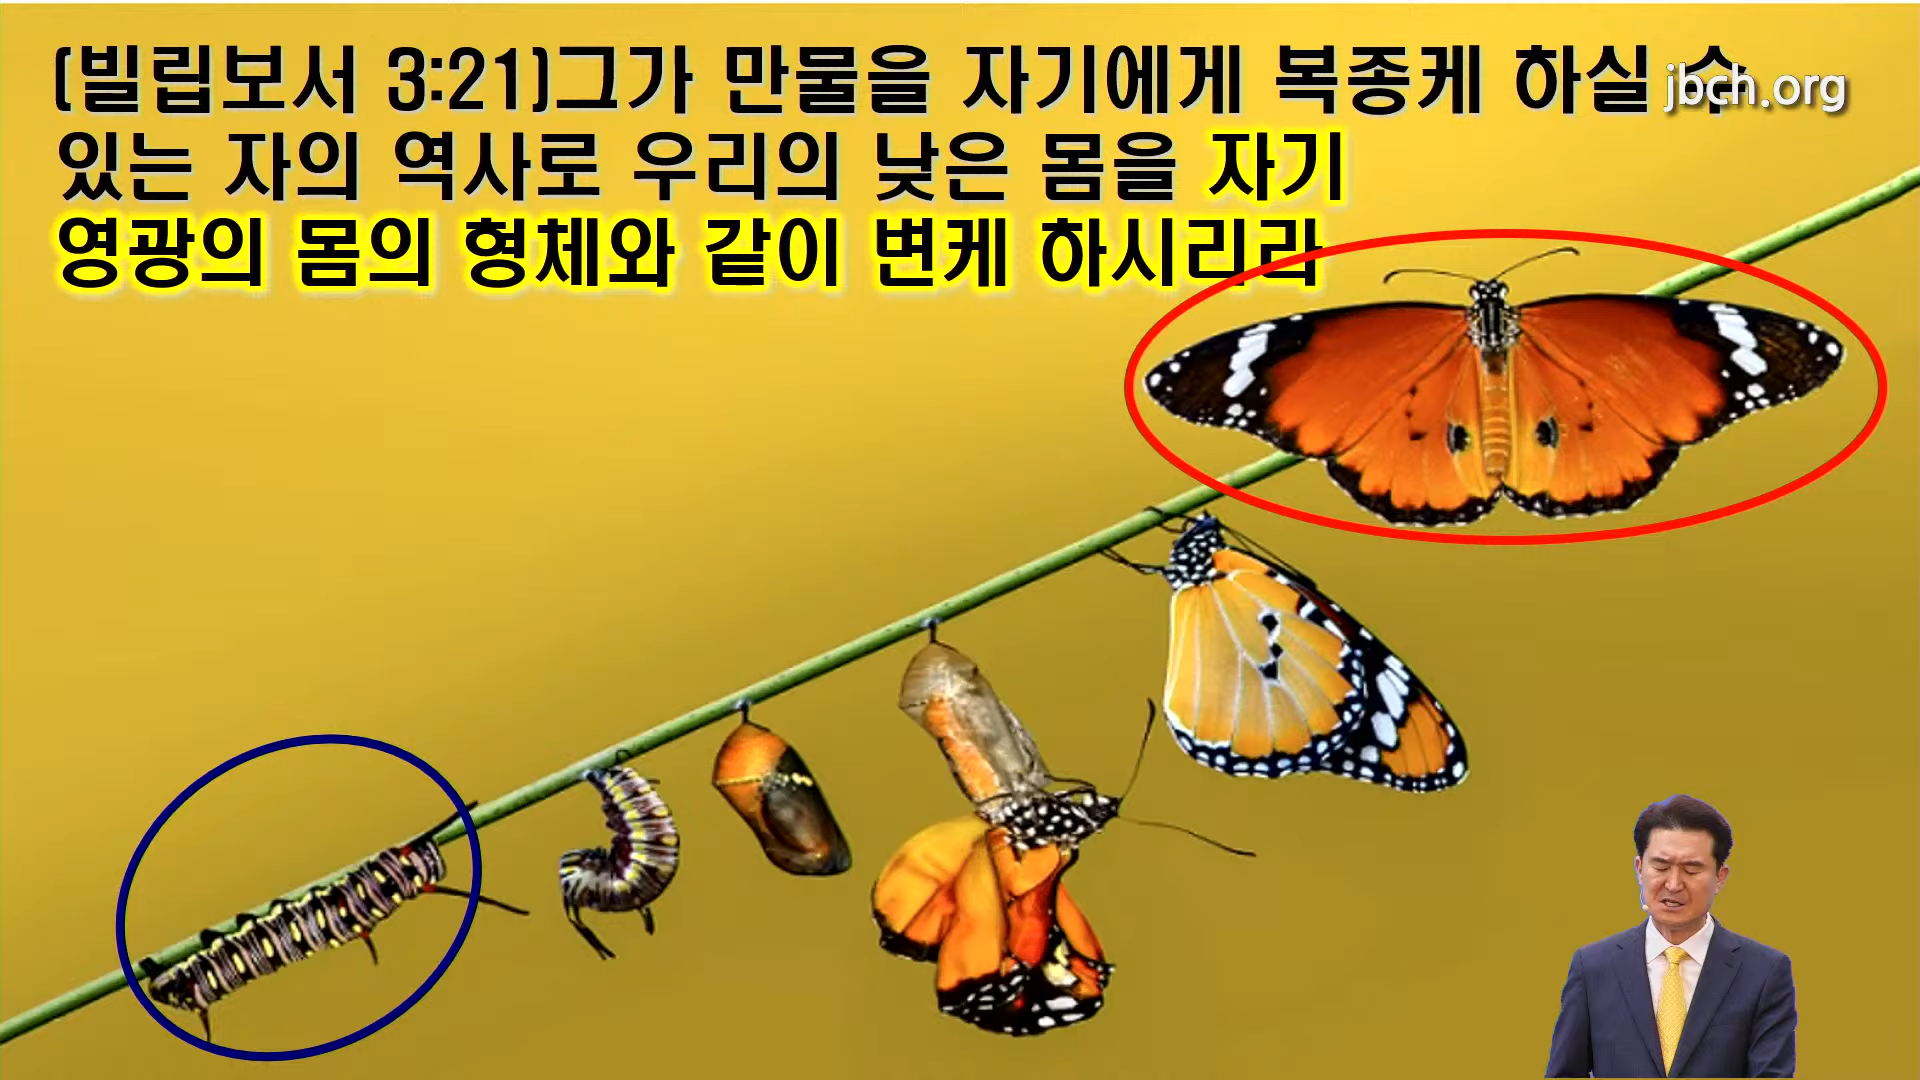 (빌립보서 3:21)그가 만물을 자기에게 복종케 하실 수
jbch.org
있는 자의 역사로 우리의 낮은 몸을 자기
영광의 몸의 형체와 같이 변케 하시리라